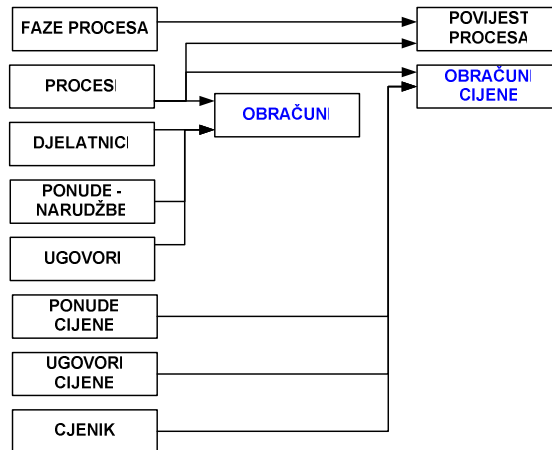 FAZE PROCESA
POVIJEST
PROCESA
PROCESI
OBRAČUNI
CIJENE
OBRAČUNI
DJELATNICI
PONUDE -
NARUDŽBE
UGOVORI
PONUDE
CIJENE
UGOVORI
CIJENE
CJENIK